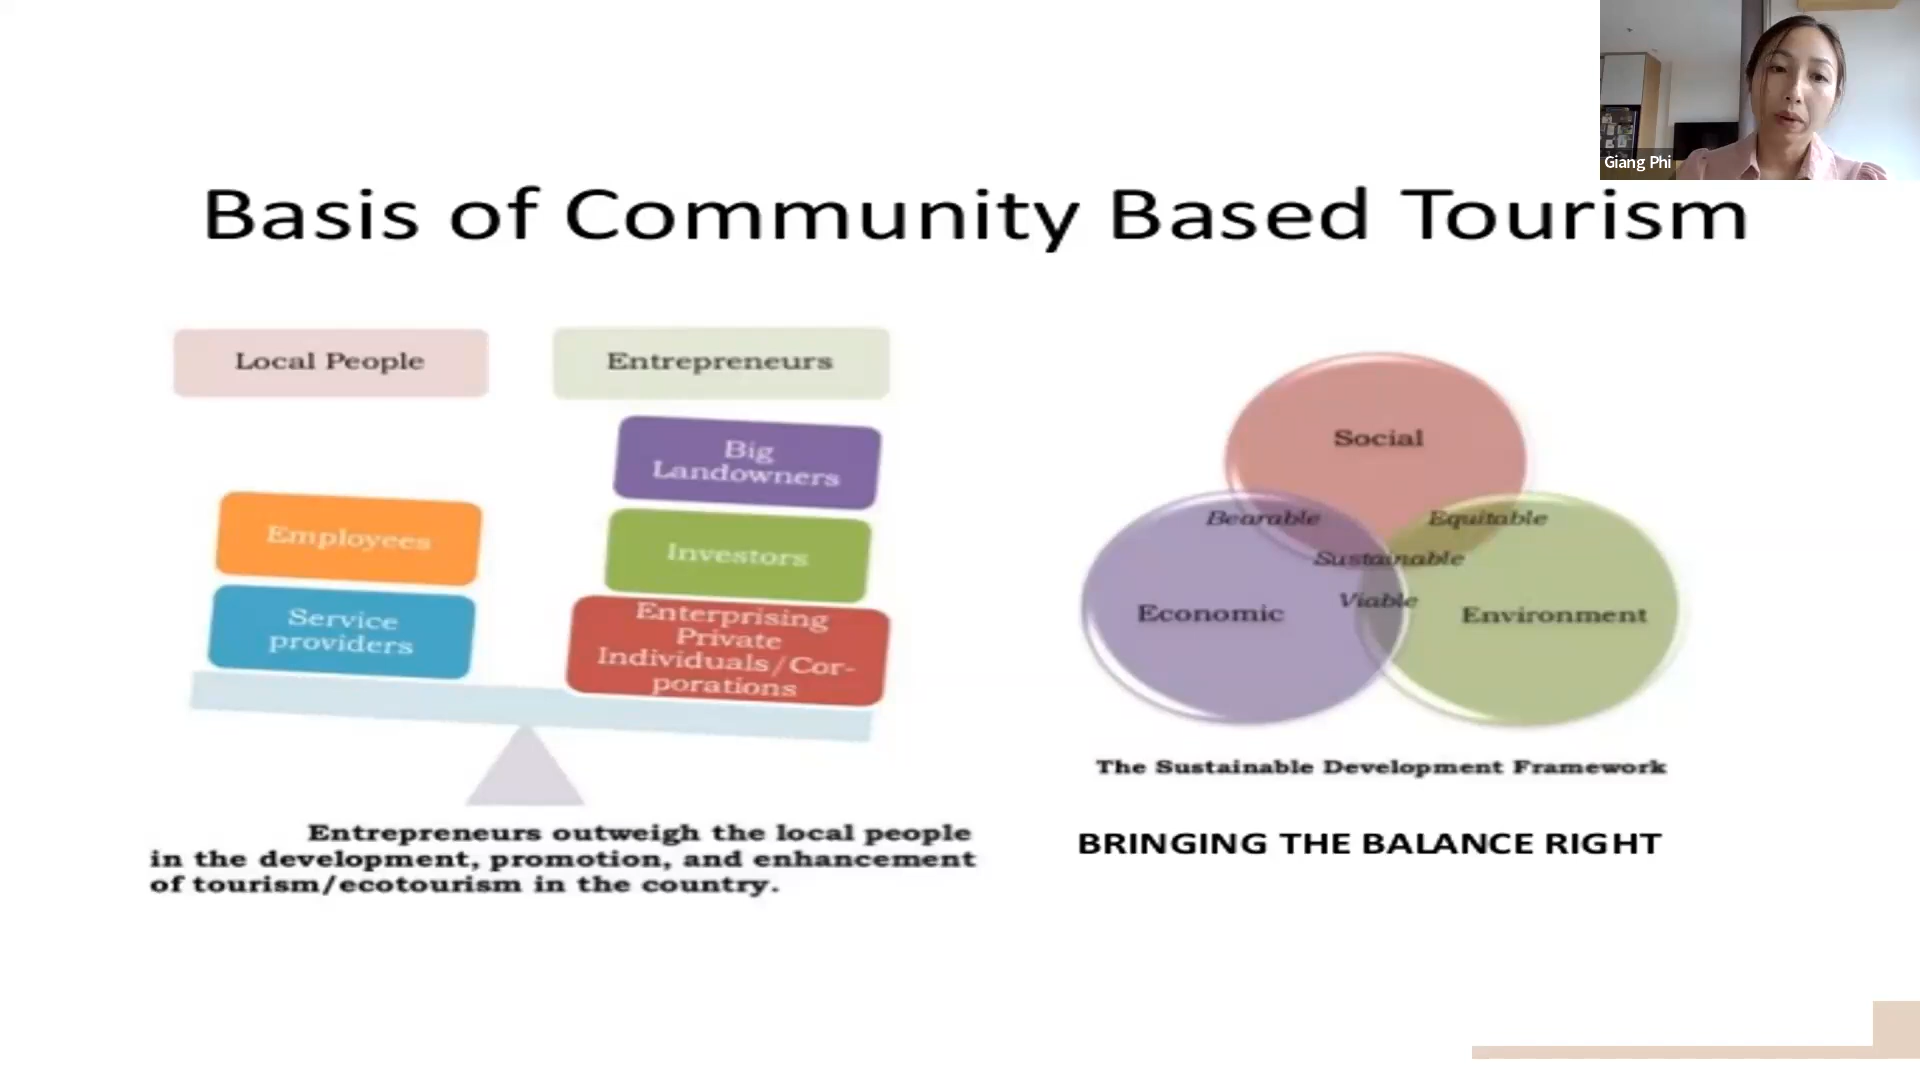 Giang Phi
Basis of Community Based Tourism
Local People
Entrepreneurs
Big
Landowners
Employees
Investors
Service
providers
Enterprising
Private
Individuals/Cor-
porations
Entrepreneurs outweigh the local people
in the development, promotion, and enhancement
of tourism/ecotourism in the country.
Social
Bearable
Equitable
Sustainable
Viable
Economic
Environment
The Sustainable Development Framework
BRINGING THE BALANCE RIGHT